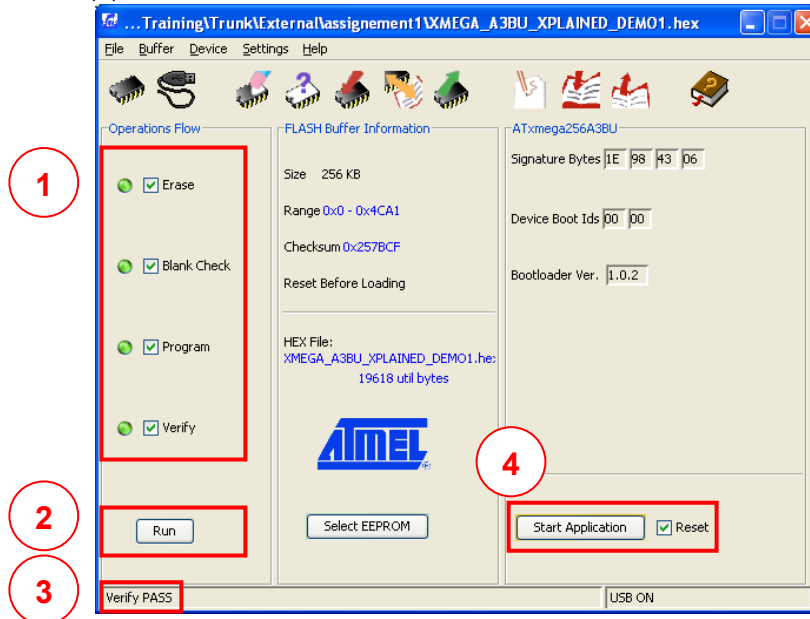 ...Training\Trunk\External\assignement1\XMEGA_A3BU_XPLAINED_DEMO1.hex
File Buffer Device Settings Help
Operations Flow
FLASH Buffer Information
ATxmega256A3BU
1
Erase
Blank Check
Program
Verify
Size 256 KB
Range 0x0 - 0x4CA1
Checksum 0x257BCF
Reset Before Loading
HEX File:
XMEGA_A3BU_XPLAINED_DEMO1.he
19618 util bytes
ATMEL
®
Signature Bytes 1E 98 43 06
Device Boot Ids 00 00
Bootloader Ver. 1.0.2
2
Run
Select EEPROM
4
Start Application Reset
3
Verify PASS
USB ON